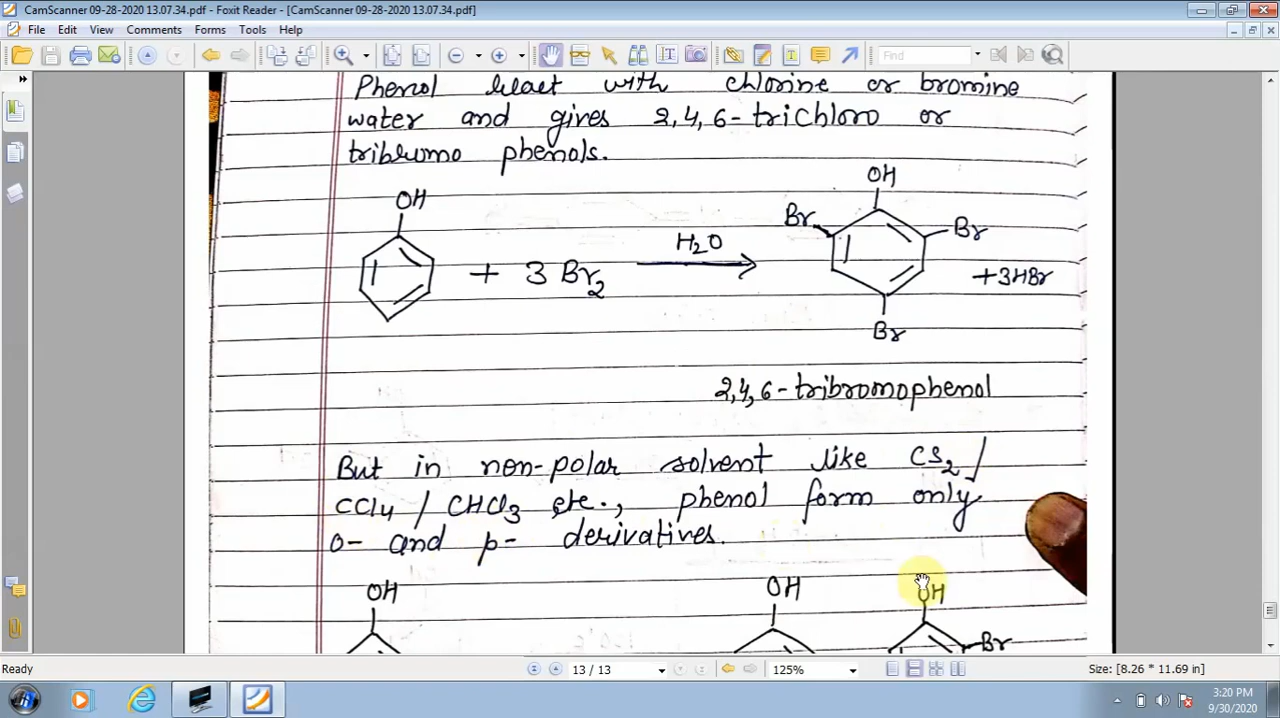 CamScanner 09-28-2020 13.07.34.pdf - Foxit Reader - [CamScanner 09-28-2020 13.07.34.pdf]
File Edit View Comments Forms Tools Help
Find
Phenol react with chlorine or bromine
water and gives 2,4,6-trichloro or
tribromo phenols.
OH
OH
Br
Br
+ 3 Br2
H2O
+3HBr
Br
2,4,6-tribromophenol
But in non-polar solvent like CS2/
CCl4 / CHCl3 etc., phenol form only
o- and p- derivatives.
OH
OH
OH
Br
Ready
13 / 13
125%
Size: [8.26 * 11.69 in]
3:20 PM
9/30/2020